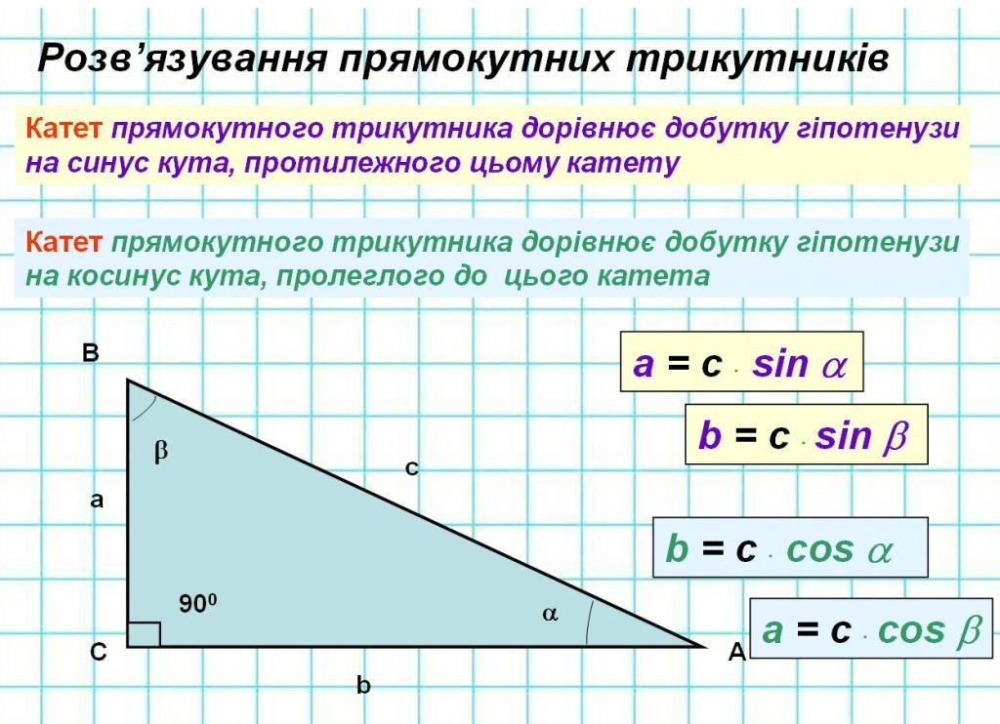 Розв’язування прямокутних трикутників
Катет прямокутного трикутника дорівнює добутку гіпотенузи
на синус кута, протилежного цьому катету
Катет прямокутного трикутника дорівнює добутку гіпотенузи
на косинус кута, пролеглого до цього катета
B
a = c · sin α
b = c · sin β
β
c
a
b = c · cos α
90⁰
α
a = c · cos β
C
A
b